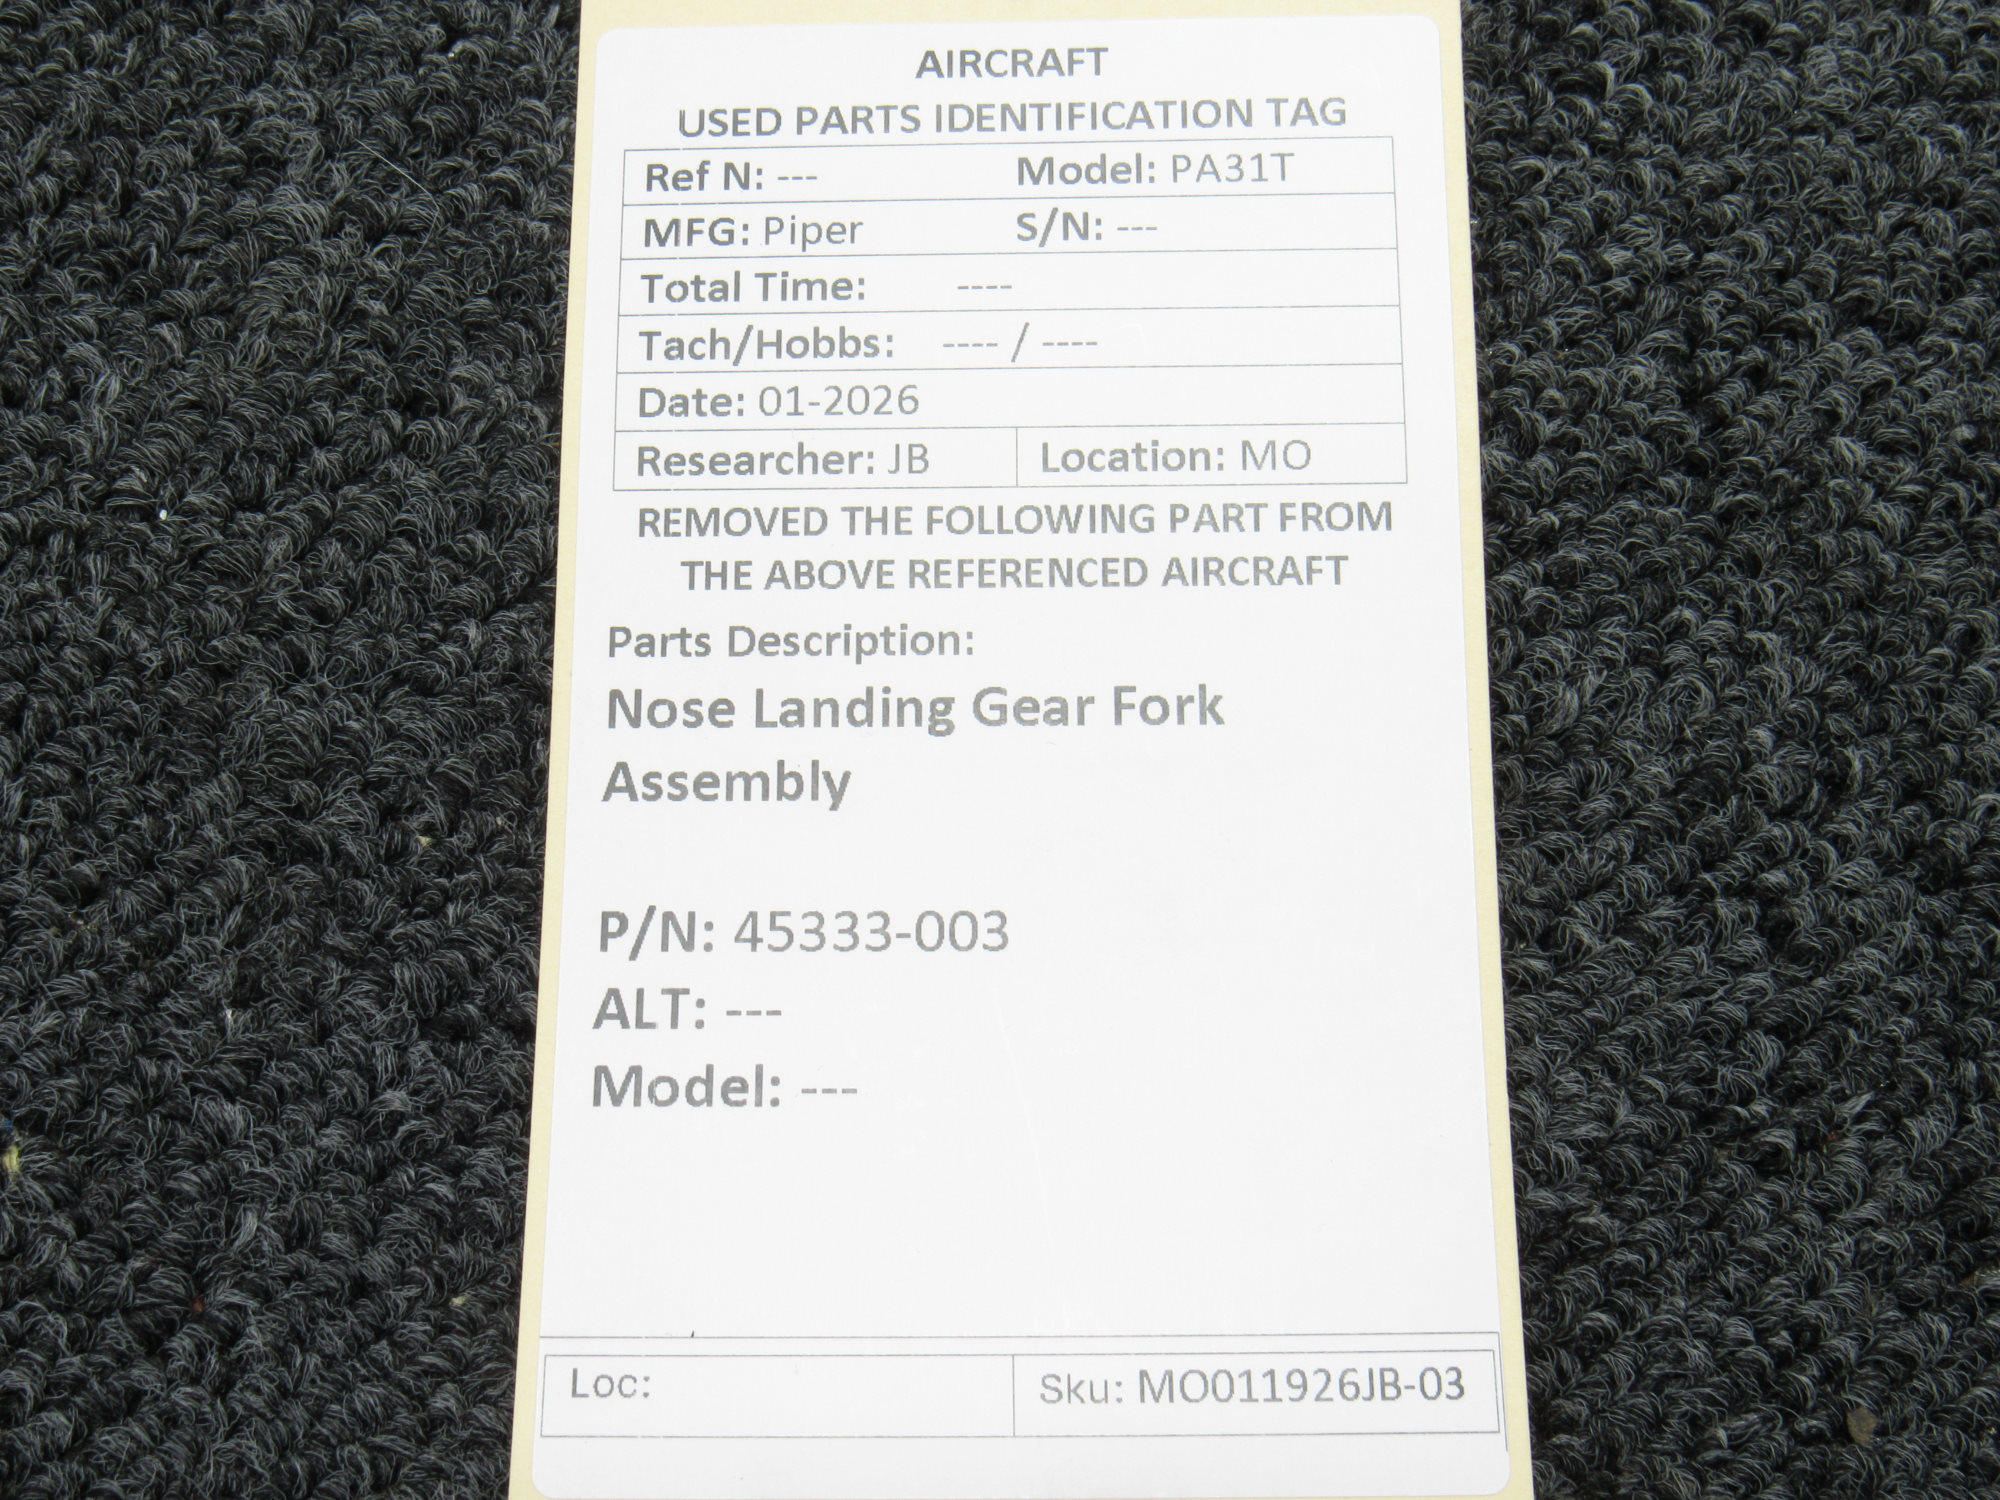 AIRCRAFT
USED PARTS IDENTIFICATION TAG
Ref N: --- Model: PA31T
MFG: Piper S/N: ---
Total Time: ----
Tach/Hobbs: ---- / ----
Date: 01-2026
Researcher: JB Location: MO
REMOVED THE FOLLOWING PART FROM
THE ABOVE REFERENCED AIRCRAFT
Parts Description:
Nose Landing Gear Fork
Assembly
P/N: 45333-003
ALT: ---
Model: ---
Loc: Sku: MO011926JB-03